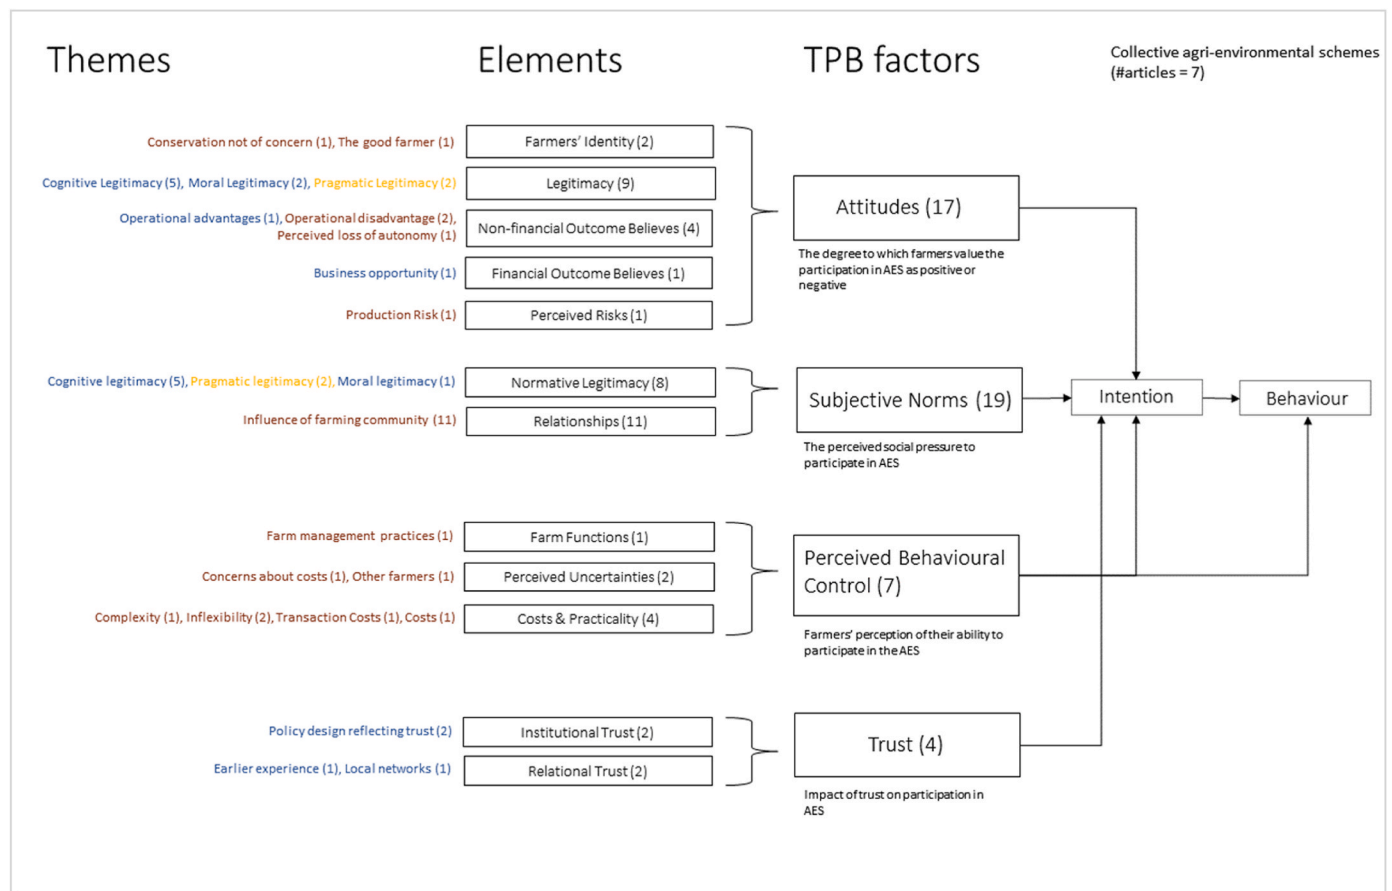 Themes
Elements
TPB factors
Collective agri-environmental schemes
(#articles = 7)
Conservation not of concern (1), The good farmer (1)
Farmers' Identity (2)
Cognitive Legitimacy (5), Moral Legitimacy (2), Pragmatic Legitimacy (2)
Legitimacy (9)
Operational advantages (1), Operational disadvantage (2),
Perceived loss of autonomy (1)
Non-financial Outcome Believes (4)
Business opportunity (1)
Financial Outcome Believes (1)
Production Risk (1)
Perceived Risks (1)
Attitudes (17)
The degree to which farmers value the
participation in AES as positive or
negative
Cognitive legitimacy (5), Pragmatic legitimacy (2), Moral legitimacy (1)
Normative Legitimacy (8)
Influence of farming community (11)
Relationships (11)
Subjective Norms (19)
The perceived social pressure to
participate in AES
Intention
Behaviour
Farm management practices (1)
Farm Functions (1)
Concerns about costs (1), Other farmers (1)
Perceived Uncertainties (2)
Complexity (1), Inflexibility (2), Transaction Costs (1), Costs (1)
Costs & Practicality (4)
Perceived Behavioural
Control (7)
Farmers' perception of their ability to
participate in the AES
Policy design reflecting trust (2)
Institutional Trust (2)
Earlier experience (1), Local networks (1)
Relational Trust (2)
Trust (4)
Impact of trust on participation in
AES